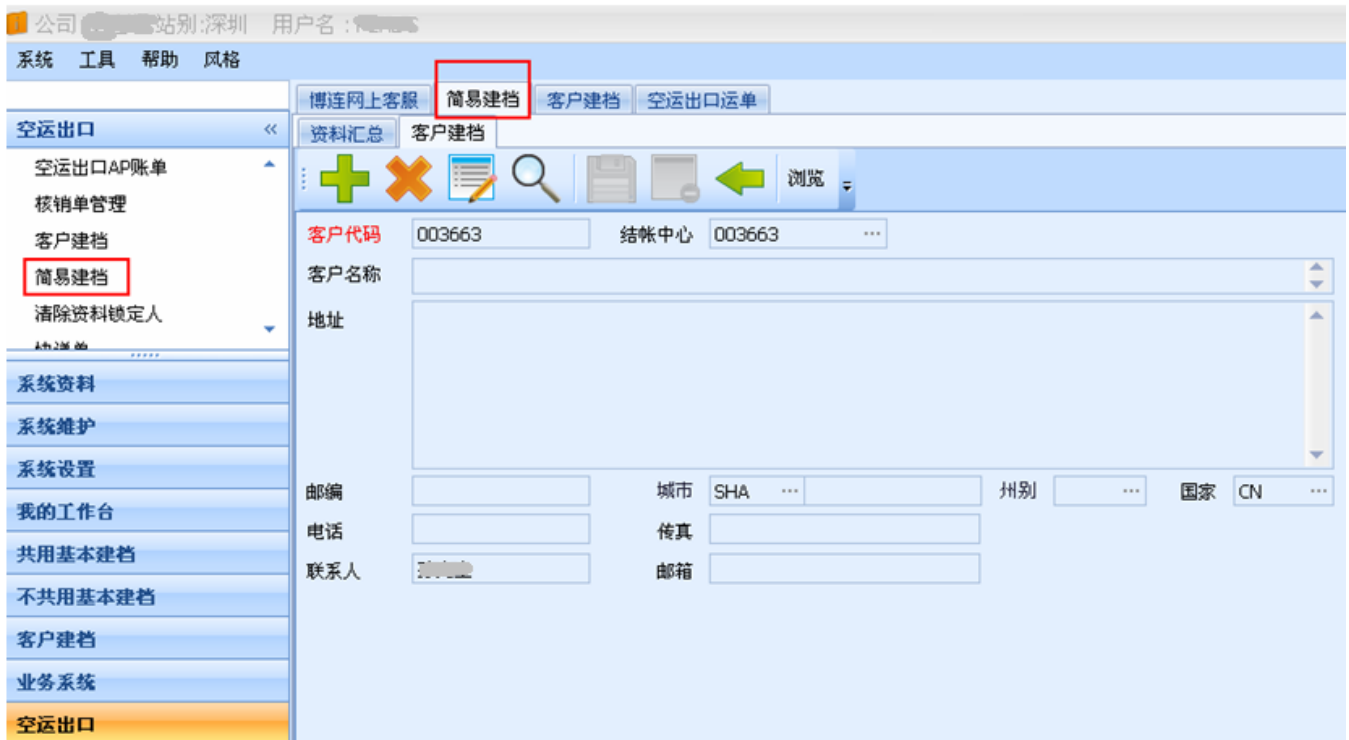 公司 站别:深圳 用户名:
系统 工具 帮助 风格
博连网上客服 简易建档 客户建档 空运出口运单
空运出口 «
资料汇总 客户建档
空运出口AP账单
核销单管理
客户建档
简易建档
清除资料锁定人
浏览
客户代码 003663 结帐中心 003663 ...
客户名称
地址
邮编 城市 SHA ... 州别 ... 国家 CN ...
电话 传真
联系人 邮箱
系统资料
系统维护
系统设置
我的工作台
共用基本建档
不共用基本建档
客户建档
业务系统
空运出口